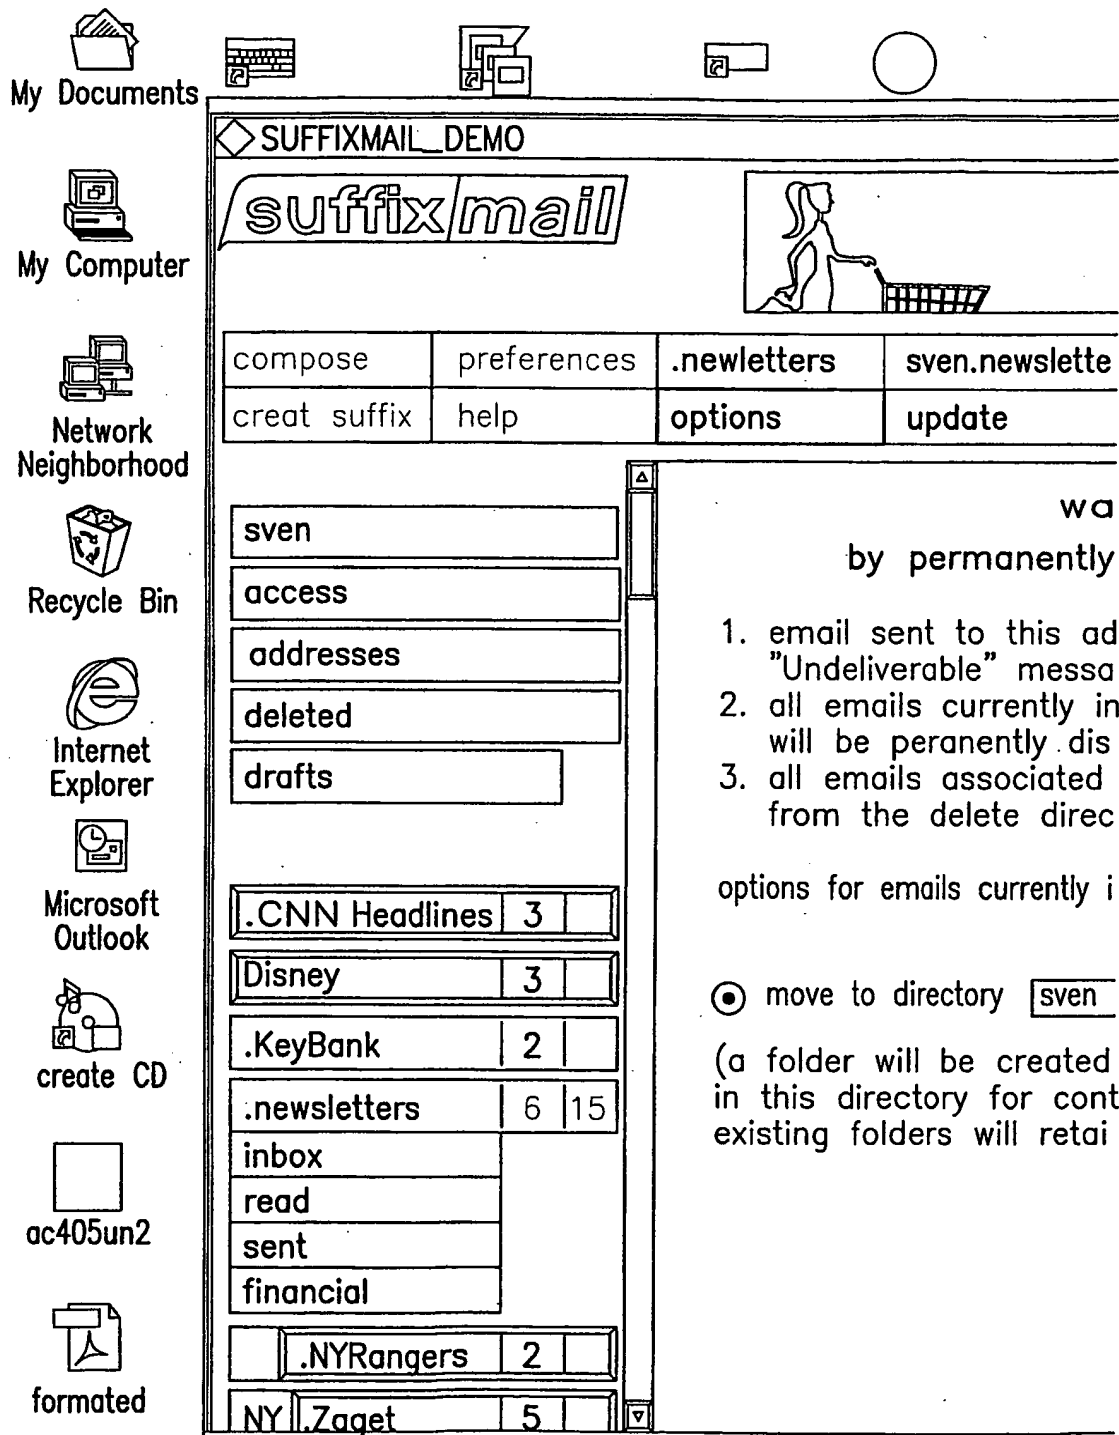 My Documents
SUFFIXMAIL_DEMO
suffix mail
My Computer
compose preferences .newletters sven.newslette
creat suffix help options update
Network
Neighborhood
Recycle Bin
Internet
Explorer
Microsoft
Outlook
create CD
ac405un2
formated
sven
access
addresses
deleted
drafts
.CNN Headlines 3
Disney 3
.KeyBank 2
.newsletters 6 15
inbox
read
sent
financial
.NYRangers 2
NY .Zaget 5
wa
by permanently
1. email sent to this ad
"Undeliverable" messa
2. all emails currently in
will be peranently dis
3. all emails associated
from the delete direc
options for emails currently i
move to directory sven
(a folder will be created
in this directory for cont
existing folders will retai